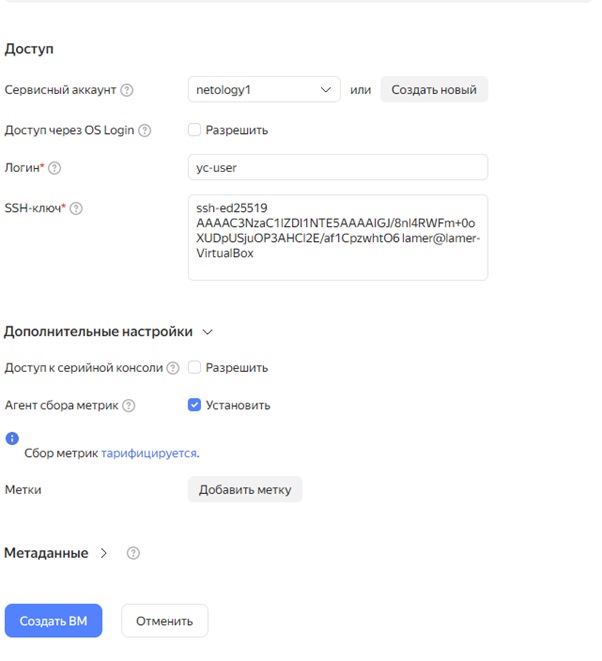 Доступ
Сервисный аккаунт netology1 или Создать новый
Доступ через OS Login Разрешить
Логин* yc-user
SSH-ключ* ssh-ed25519
AAAAC3NzaC1lZDI1NTE5AAAAIGJ/8nl4RWFm+0o
XUDpUSjuOP3AHCl2E/af1CpzwhtO6 lamer@lamer-
VirtualBox
Дополнительные настройки
Доступ к серийной консоли Разрешить
Агент сбора метрик Установить
Сбор метрик тарифицируется.
Метки Добавить метку
Метаданные
Создать ВМ Отменить